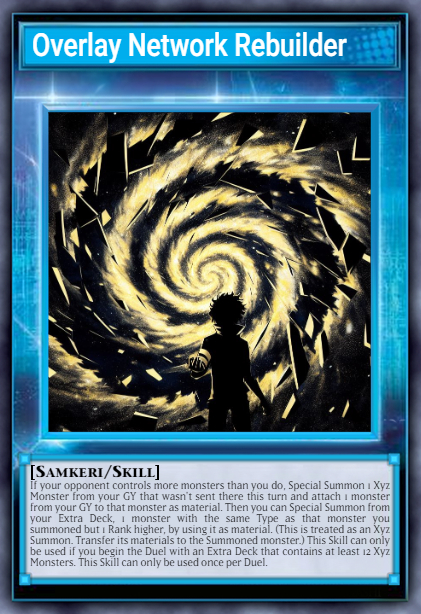 Overlay Network Rebuilder
[Samkeri/Skill]
If your opponent controls more monsters than you do, Special Summon 1 Xyz
Monster from your GY that wasn't sent there this turn and attach 1 monster
from your GY to that monster as material. Then you can Special Summon from
your Extra Deck, 1 monster with the same Type as that monster you
summoned but 1 Rank higher, by using it as material. (This is treated as an Xyz
Summon. Transfer its materials to the Summoned monster.) This Skill can only
be used if you begin the Duel with an Extra Deck that contains at least 12 Xyz
Monsters. This Skill can only be used once per Duel.